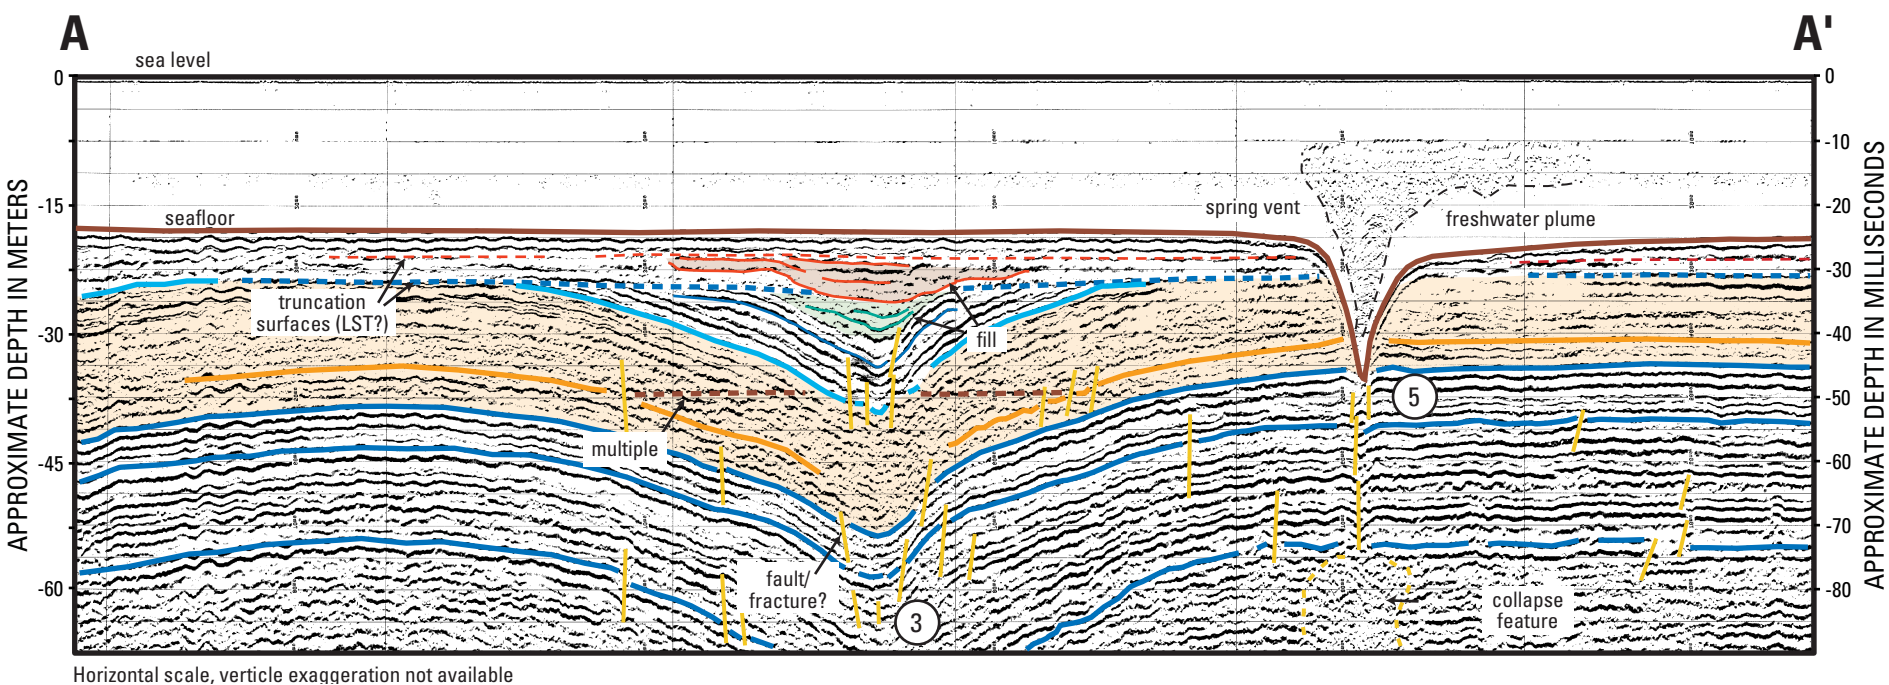 A
A'
sea level
0
0
-10
-15
-20
seafloor
spring vent
freshwater plume
-30
truncation
surfaces (LST?)
-30
fill
-40
-45
multiple
5
-50
-60
-70
fault/
fracture?
-60
3
collapse
feature
-80
APPROXIMATE DEPTH IN METERS
APPROXIMATE DEPTH IN MILLISECONDS
Horizontal scale, verticle exaggeration not available